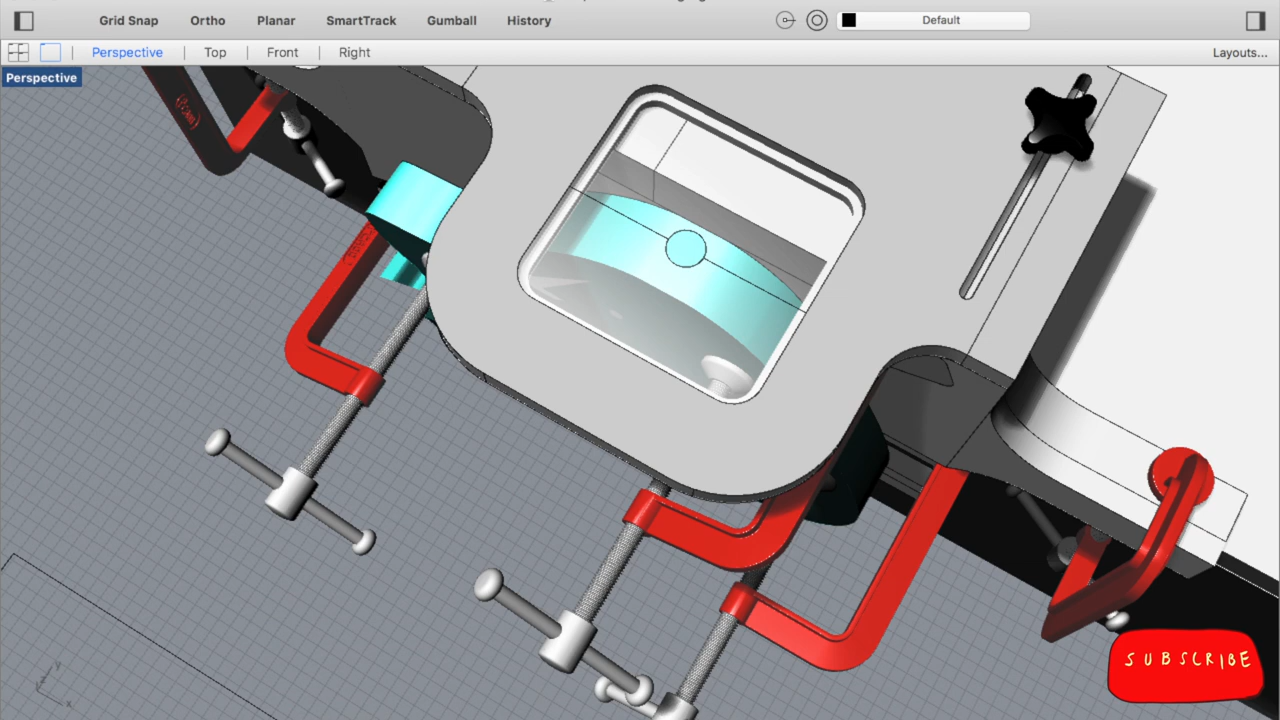 Grid Snap Ortho Planar SmartTrack Gumball History Default
Perspective Top Front Right Layouts...
Perspective
y
z
x
SUBSCRIBE